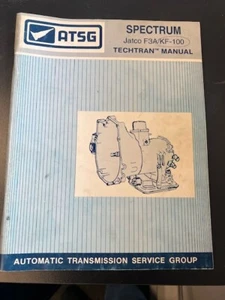 ATSG
SPECTRUM
Jatco F3A/KF-100
TECHTRAN™ MANUAL
AUTOMATIC TRANSMISSION SERVICE GROUP